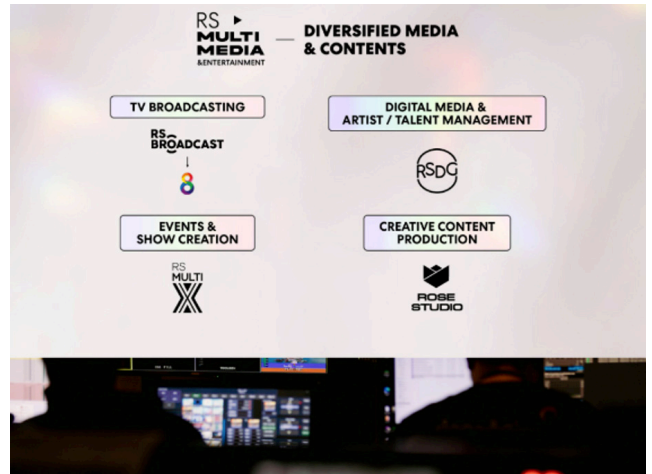 RS
MULTI
MEDIA
&ENTERTAINMENT
DIVERSIFIED MEDIA
& CONTENTS
TV BROADCASTING
RS
BROADCAST
8
DIGITAL MEDIA &
ARTIST / TALENT MANAGEMENT
RSDG
EVENTS &
SHOW CREATION
RS
MULTI
X
CREATIVE CONTENT
PRODUCTION
ROSE
STUDIO